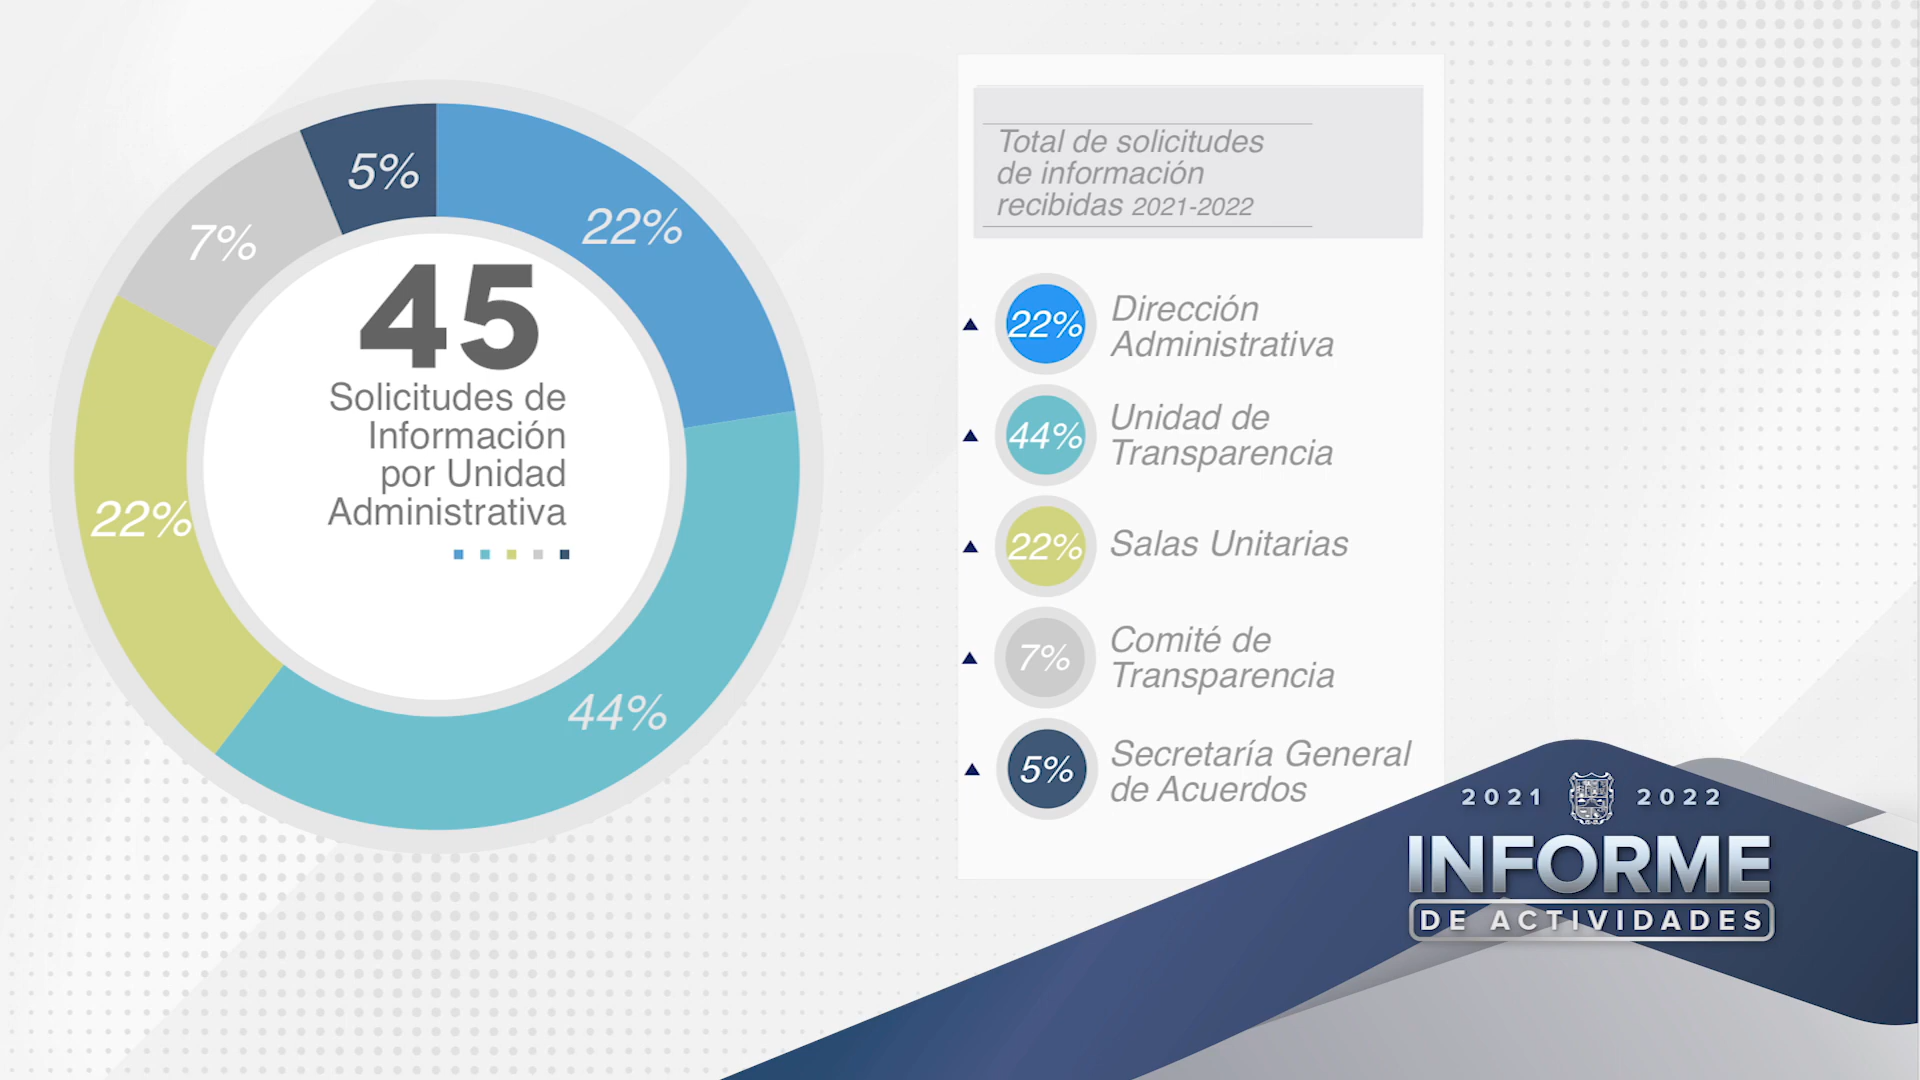 5%
22%
7%
22%
44%
45
Solicitudes de
Información
por Unidad
Administrativa
Total de solicitudes
de información
recibidas 2021-2022
22%
Dirección
Administrativa
44%
Unidad de
Transparencia
22%
Salas Unitarias
7%
Comité de
Transparencia
5%
Secretaría General
de Acuerdos
2021 2022
INFORME
DE ACTIVIDADES